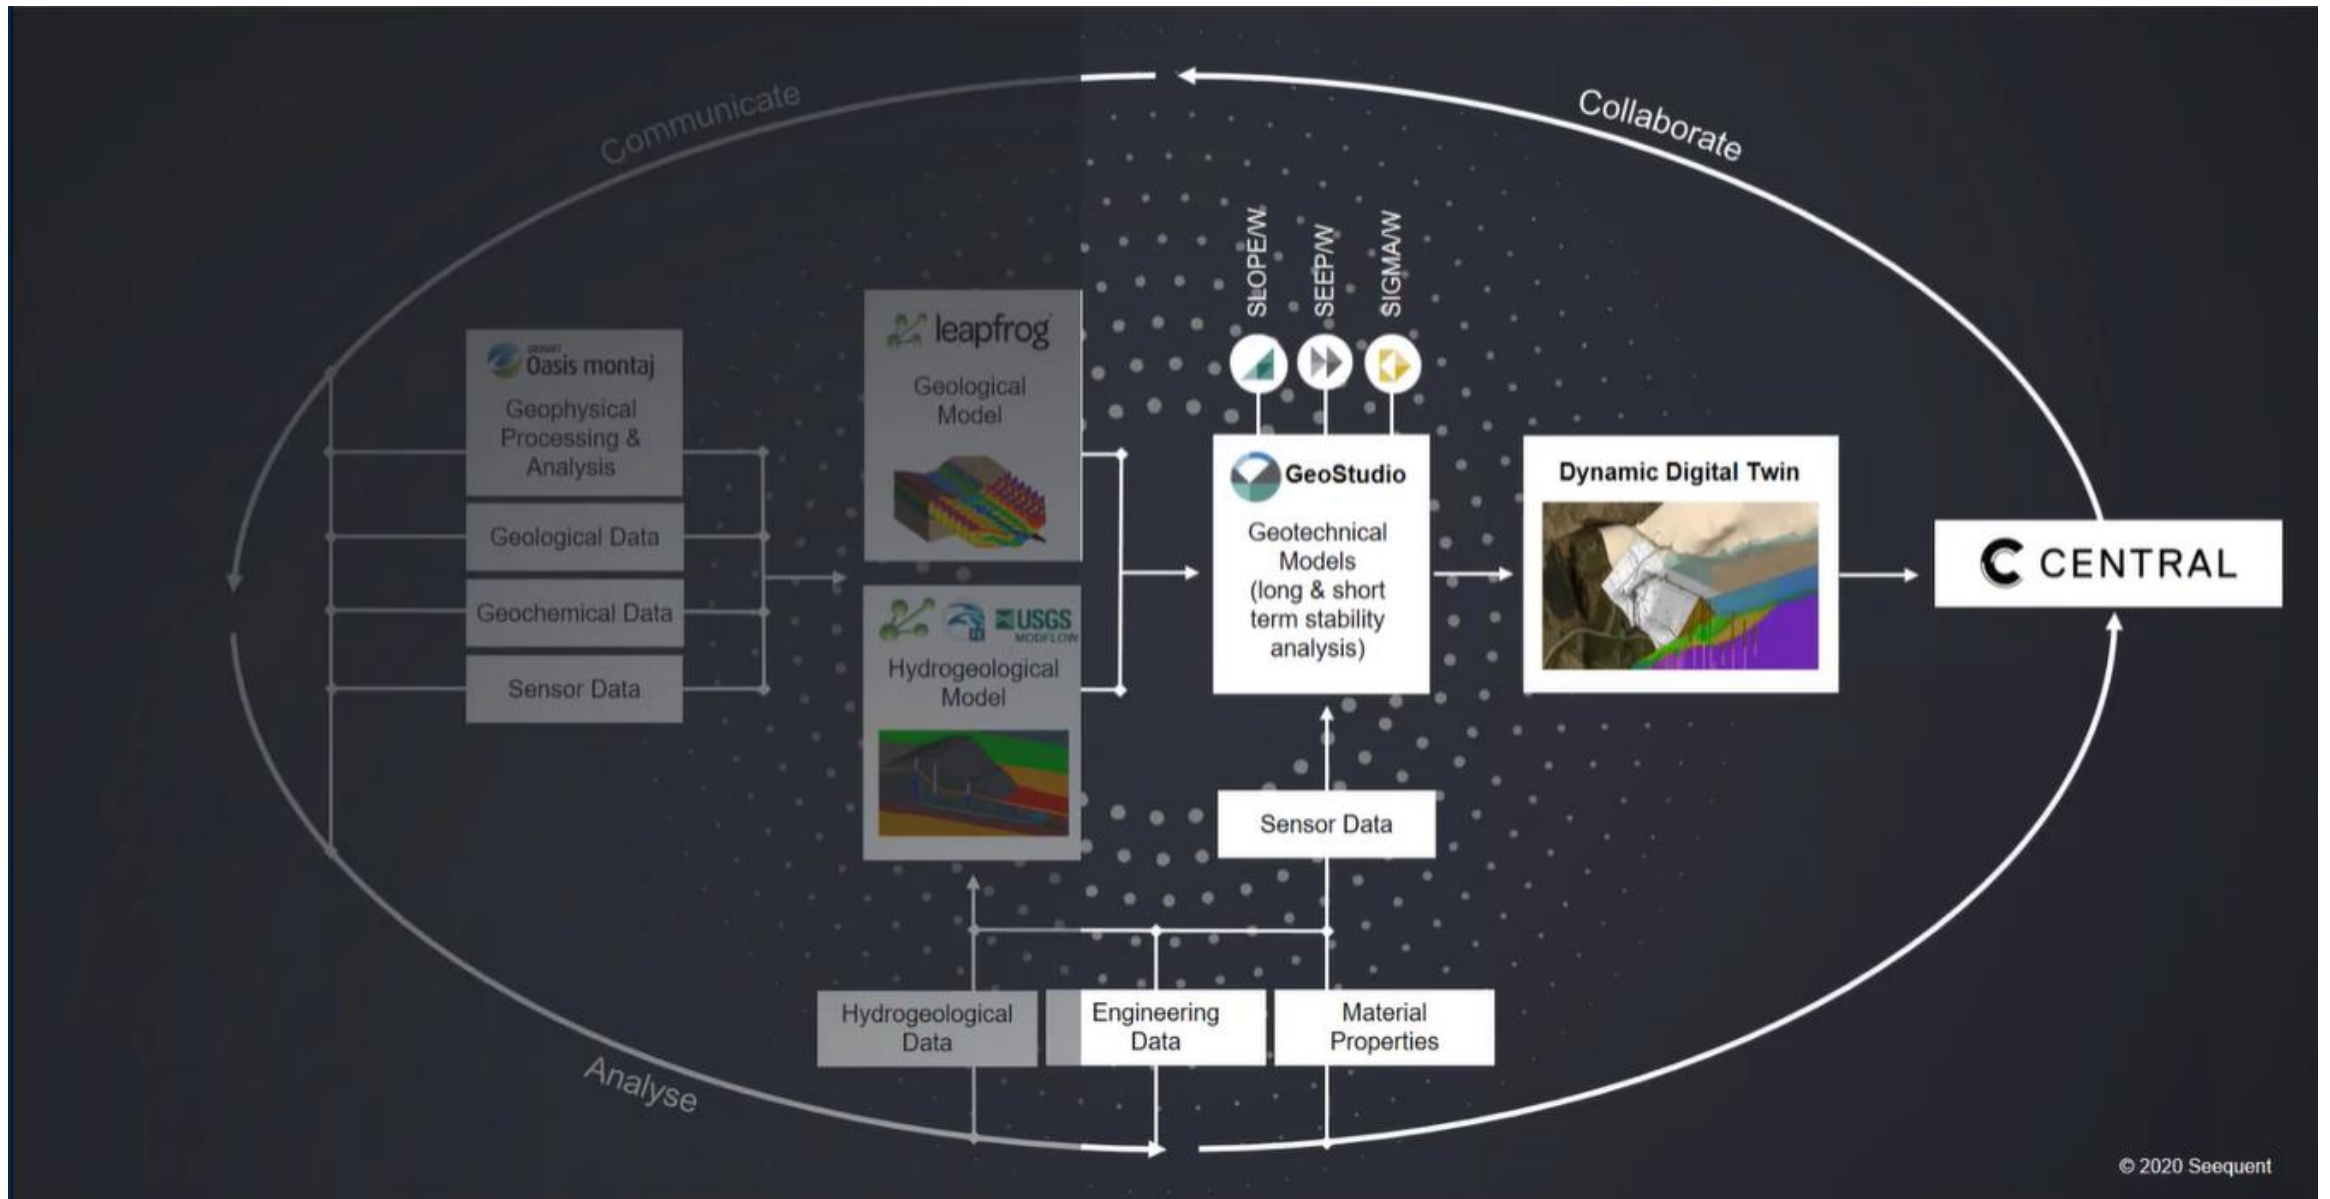 Communicate
Collaborate
SLOPE/W
SEEP/W
SIGMA/W
Oasis montaj
Geophysical
Processing &
Analysis
Geological Data
Geochemical Data
Sensor Data
leapfrog
Geological
Model
USGS
MODFLOW
Hydrogeological
Model
GeoStudio
Geotechnical
Models
(long & short
term stability
analysis)
Dynamic Digital Twin
C CENTRAL
Sensor Data
Hydrogeological
Data
Engineering
Data
Material
Properties
Analyse
© 2020 Seequent